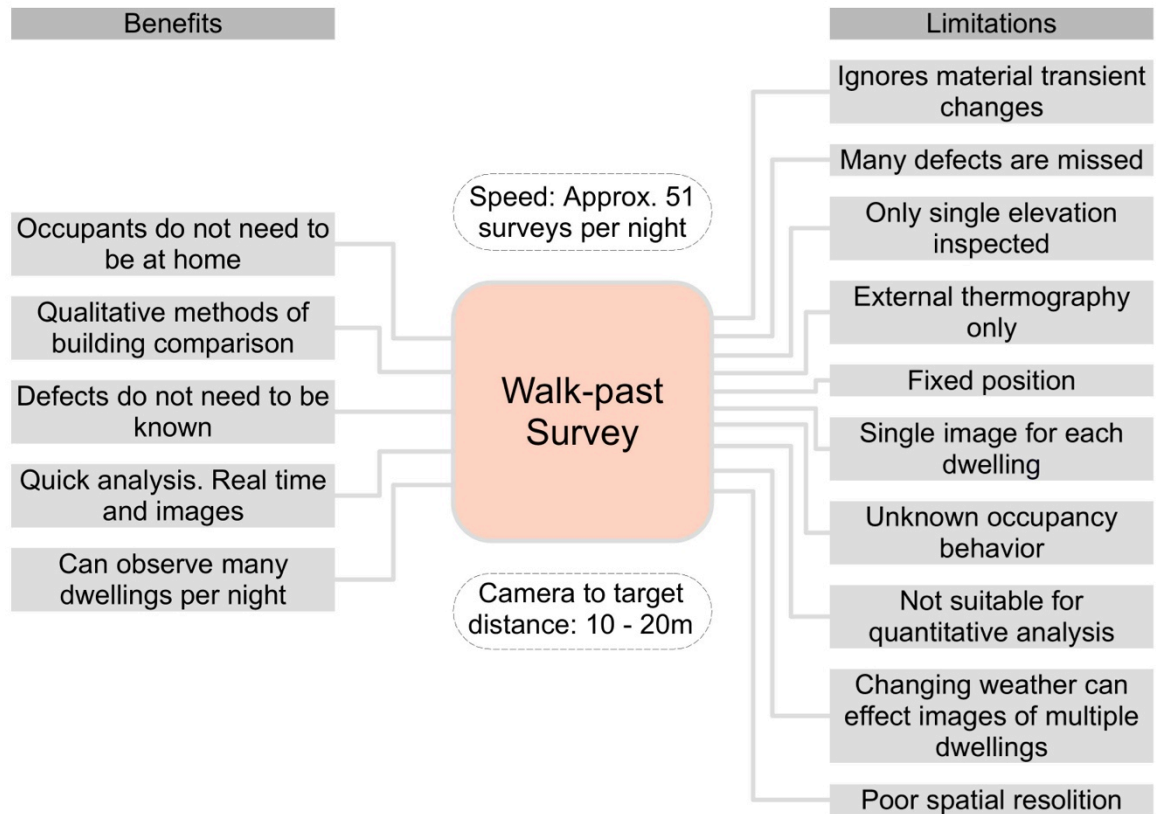 Benefits
Occupants do not need to
be at home
Qualitative methods of
building comparison
Defects do not need to be
known
Quick analysis. Real time
and images
Can observe many
dwellings per night
Speed: Approx. 51
surveys per night
Walk-past
Survey
Camera to target
distance: 10 - 20m
Limitations
Ignores material transient
changes
Many defects are missed
Only single elevation
inspected
External thermography
only
Fixed position
Single image for each
dwelling
Unknown occupancy
behavior
Not suitable for
quantitative analysis
Changing weather can
effect images of multiple
dwellings
Poor spatial resolition